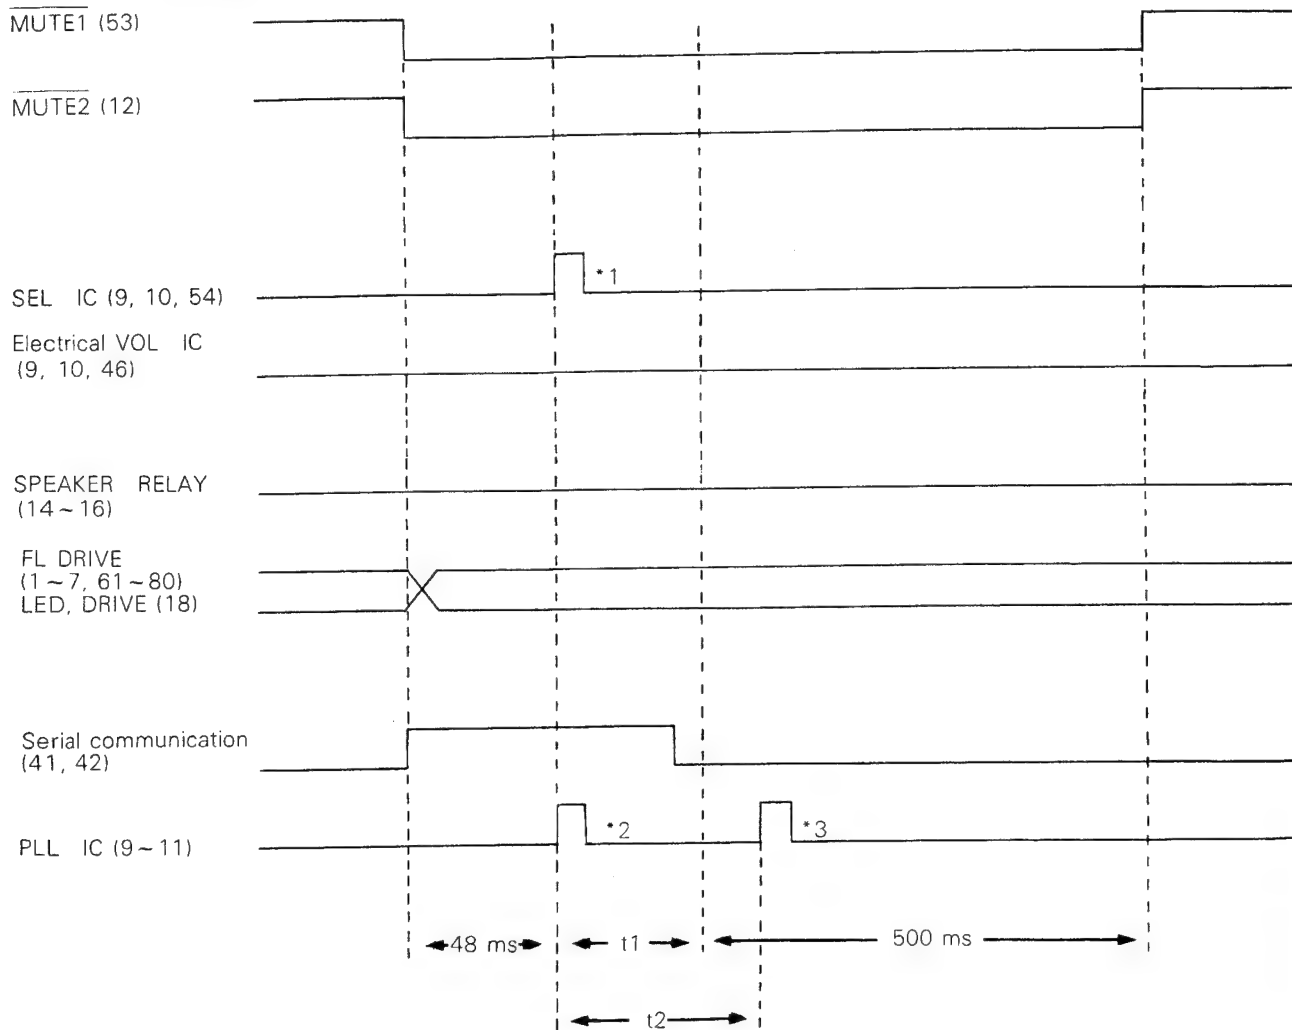 MUTE1 (53)
MUTE2 (12)
*1
SEL IC (9, 10, 54)
Electrical VOL IC
(9, 10, 46)
SPEAKER RELAY
(14~16)
FL DRIVE
(1~7, 61~80)
LED, DRIVE (18)
Serial communication
(41, 42)
*2
*3
PLL IC (9~11)
48 ms
t1
500 ms
t2